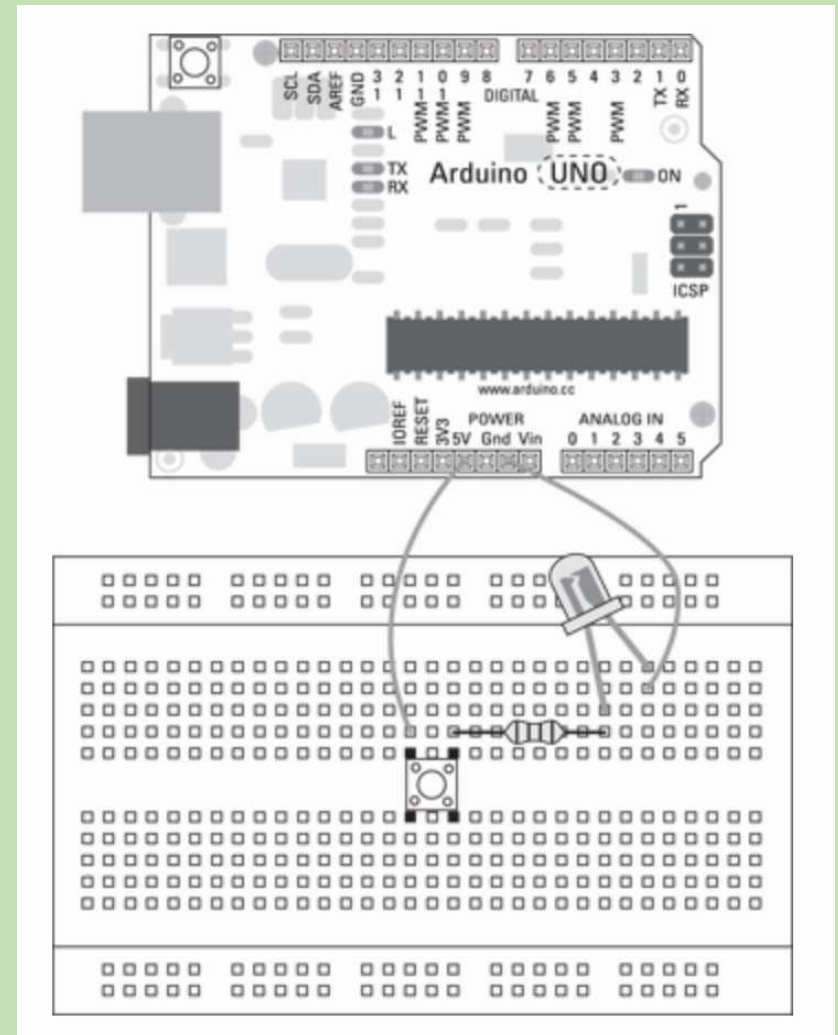 SCL
SDA
AREF
GND
13
12
PWM 11
PWM 10
PWM 9
8
DIGITAL
7
PWM 6
PWM 5
4
PWM 3
2
TX 1
RX 0
L
TX
RX
Arduino UNO
ON
1
ICSP
www.arduino.cc
IOREF
RESET
3V3
POWER
5V Gnd Vin
ANALOG IN
0 1 2 3 4 5